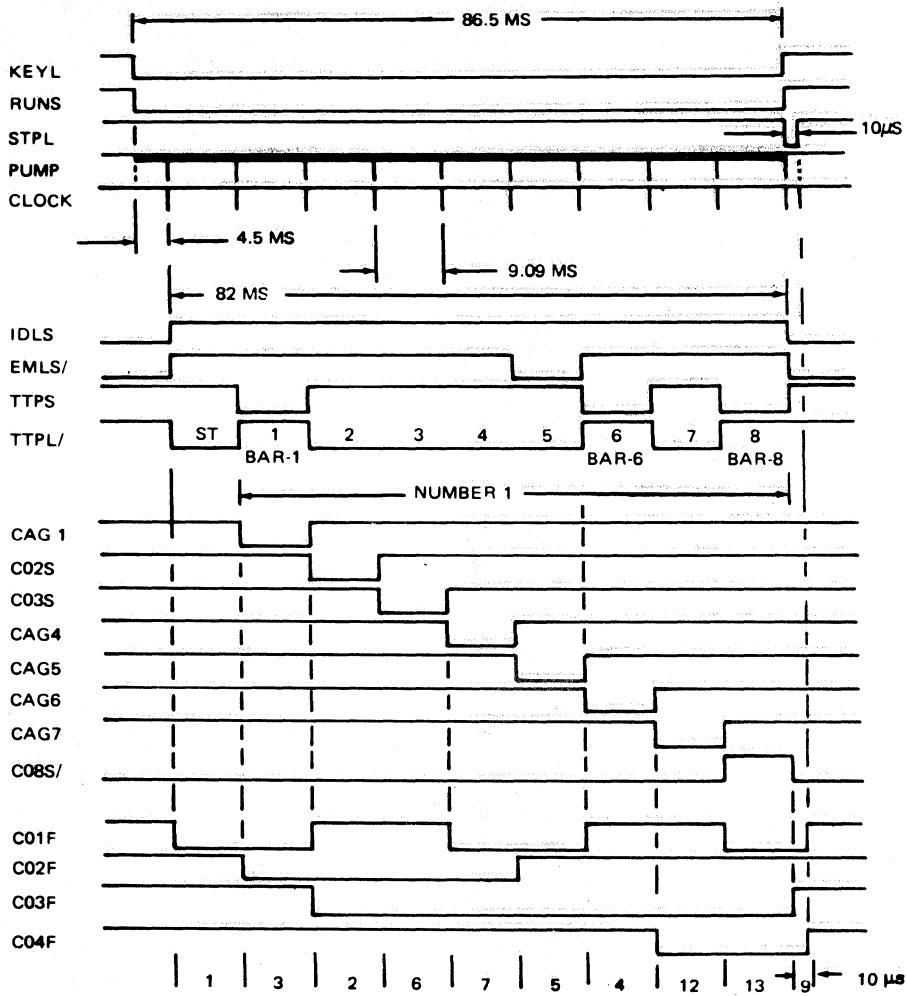 86.5 MS
KEYL
RUNS
STPL
10µS
PUMP
CLOCK
4.5 MS
9.09 MS
82 MS
IDLS
EMLS/
TTPS
TTPL/ ST 1 2 3 4 5 6 7 8
BAR-1 BAR-6 BAR-8
NUMBER 1
CAG 1
C02S
C03S
CAG4
CAG5
CAG6
CAG7
C08S/
C01F
C02F
C03F
C04F
1 3 2 6 7 5 4 12 13 9 10 µs